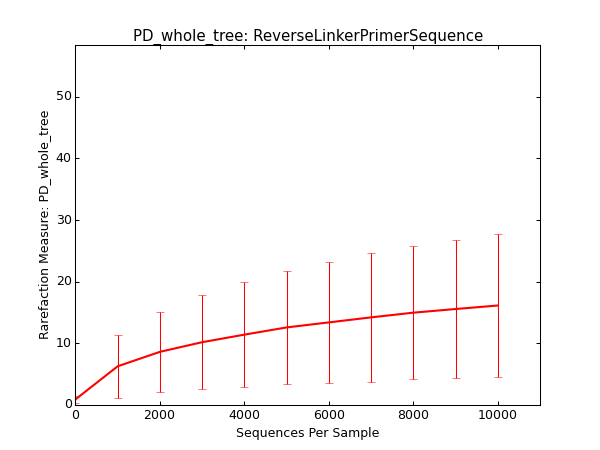 PD_whole_tree: ReverseLinkerPrimerSequence
Rarefaction Measure: PD_whole_tree
50
40
30
20
10
0
0 2000 4000 6000 8000 10000
Sequences Per Sample